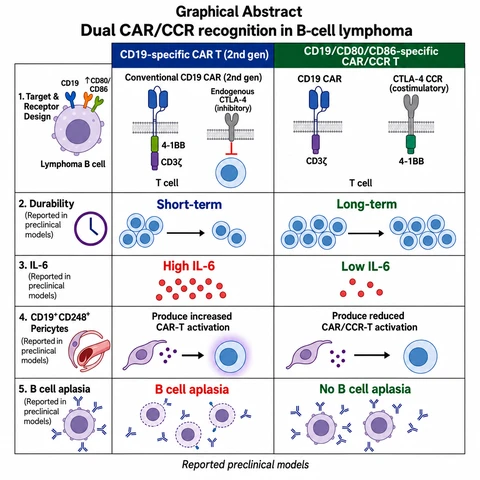 Graphical Abstract
Dual CAR/CCR recognition in B-cell lymphoma
CD19-specific CAR T (2nd gen)
CD19/CD80/CD86-specific
CAR/CCR T
1. Target &
Receptor
Design
CD19
↑CD80/
CD86
Lymphoma B cell
Conventional CD19 CAR (2nd gen)
Endogenous
CTLA-4
(inhibitory)
4-1BB
CD3ζ
T cell
CD19 CAR
CTLA-4 CCR
(costimulatory)
CD3ζ
4-1BB
T cell
2. Durability
(Reported in
preclinical
models)
Short-term
Long-term
3. IL-6
(Reported in
preclinical
models)
High IL-6
Low IL-6
4. CD19⁺CD248⁺
Pericytes
(Reported in
preclinical
models)
Produce increased
CAR-T activation
Produce reduced
CAR/CCR-T activation
5. B cell aplasia
(Reported in
preclinical
models)
B cell aplasia
No B cell aplasia
Reported preclinical models